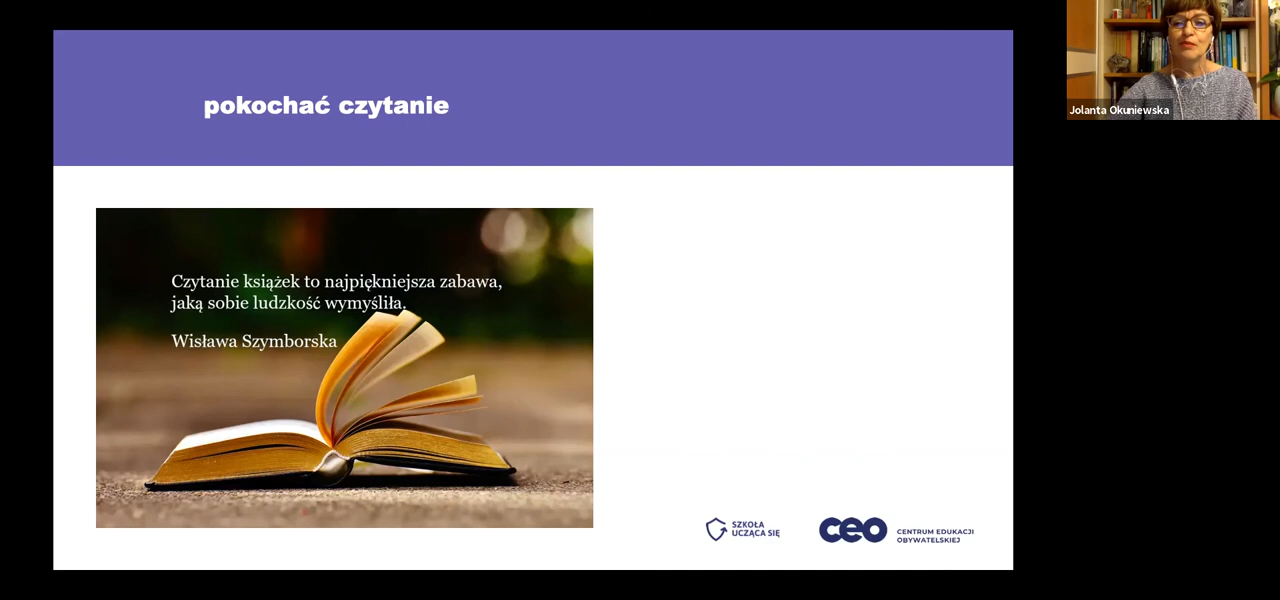 pokochać czytanie
Czytanie książek to najpiękniejsza zabawa,
jaką sobie ludzkość wymyśliła.
Wisława Szymborska
SZKOŁA
UCZĄCA SIĘ
ceo
CENTRUM EDUKACJI
OBYWATELSKIEJ
Jolanta Okuniewska